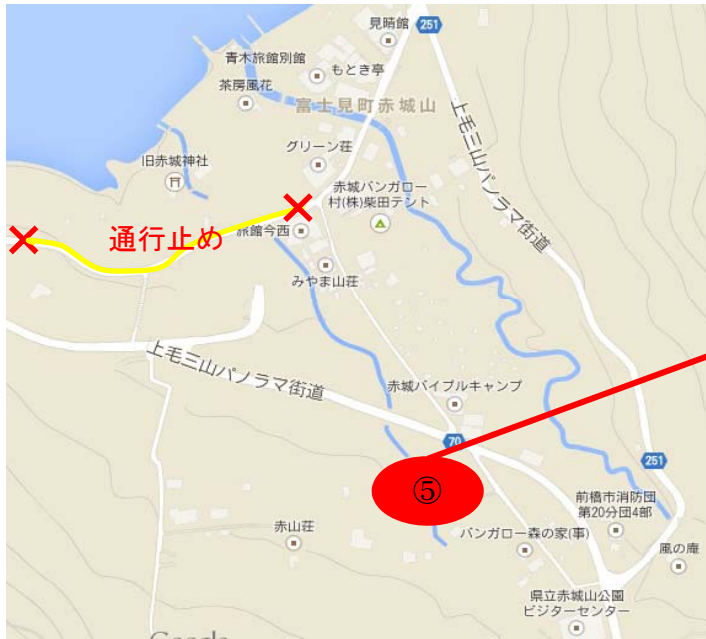 見晴館
251
青木旅館別館
もとき亭
茶房風花
富士見町赤城山
上毛三山パノラマ街道
グリーン荘
旧赤城神社
赤城バンガロー
村(株)柴田テント
通行止め
旅館今西
みやま山荘
上毛三山パノラマ街道
赤城バイブルキャンプ
70
251
⑤
前橋市消防団
第20分団4部
赤山荘
バンガロー森の家(事)
風の庵
県立赤城山公園
ビジターセンター
Google